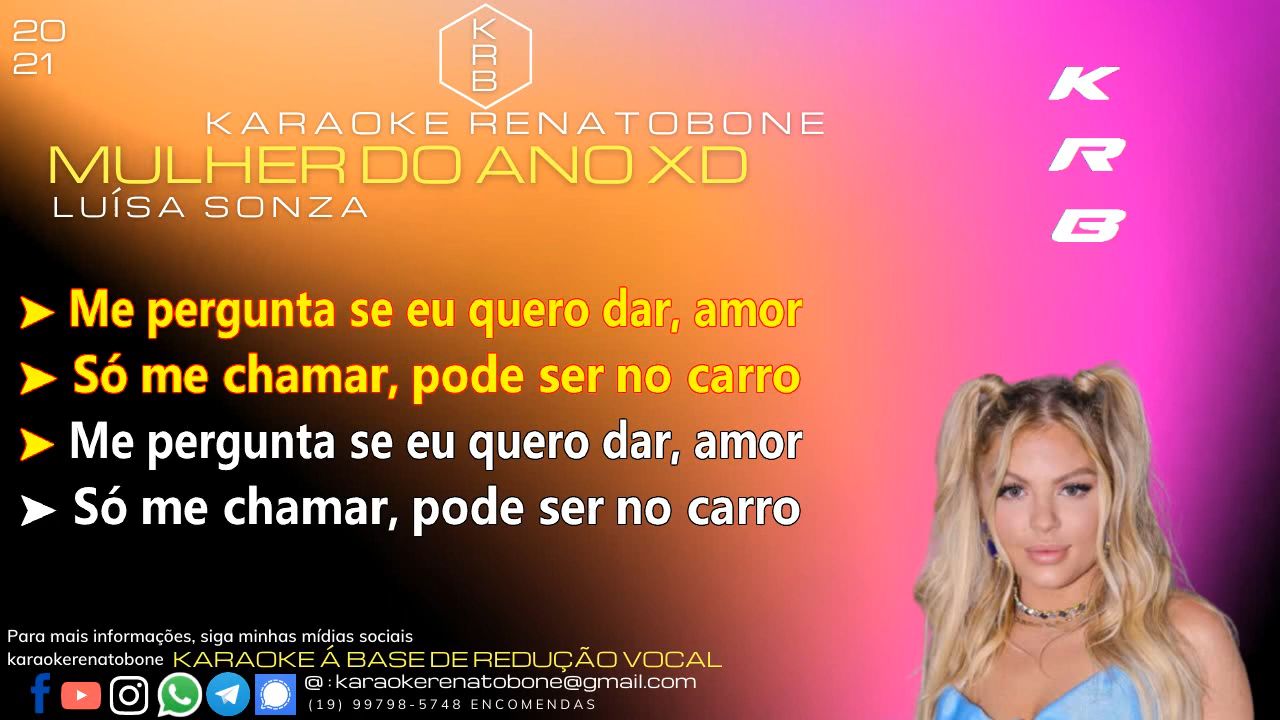 20
21
K
R
B
KARAOKE RENATOBONE
MULHER DO ANO XD
LUÍSA SONZA
K
R
B
➤ Me pergunta se eu quero dar, amor
➤ Só me chamar, pode ser no carro
➤ Me pergunta se eu quero dar, amor
➤ Só me chamar, pode ser no carro
Para mais informações, siga minhas mídias sociais
karaokerenatobone KARAOKE Á BASE DE REDUÇÃO VOCAL
@ : karaokerenatobone@gmail.com
(19) 99798-5748 ENCOMENDAS